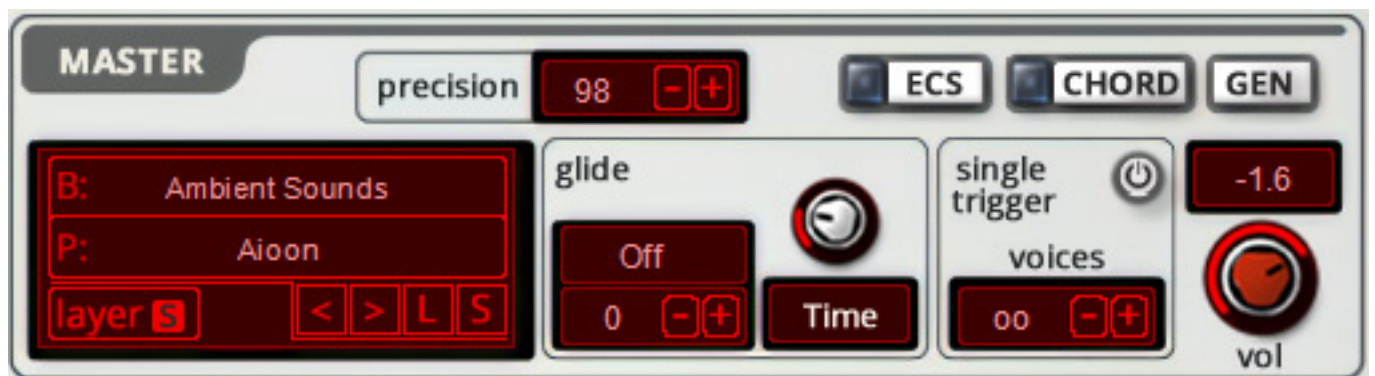 MASTER
precision 98 - +
ECS CHORD GEN
B: Ambient Sounds
P: Aioon
layer S < > L S
glide
Off
0 - +
Time
single
trigger
voices
oo - +
-1.6
vol